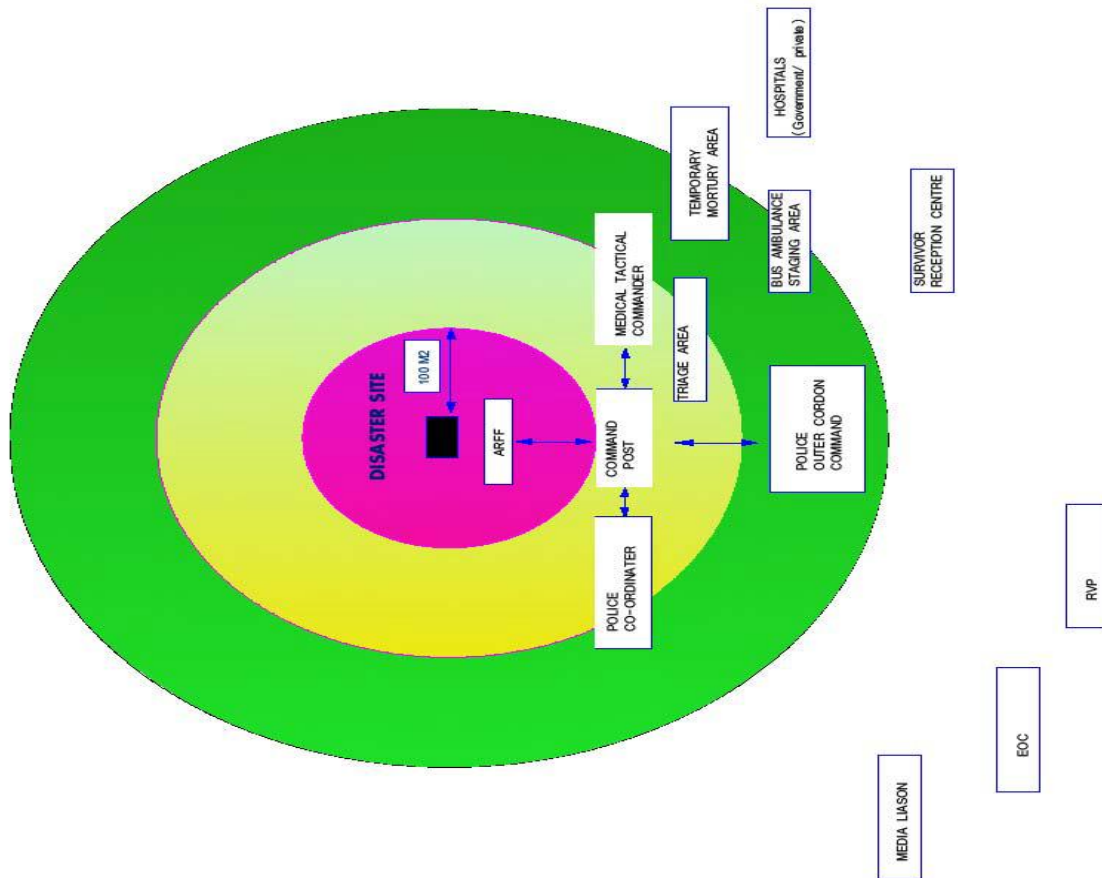 DISASTER SITE
100 M2
ARFF
POLICE
CO-ORDINATER
COMMAND
POST
MEDICAL TACTICAL
COMMANDER
TRIAGE AREA
TEMPORARY
MORTURY AREA
POLICE
OUTER CORDON
COMMAND
BUS AMBULANCE
STAGING AREA
HOSPITALS
(Government/ private)
MEDIA LIASON
SURVIVOR
RECEPTION CENTRE
EOC
RVP